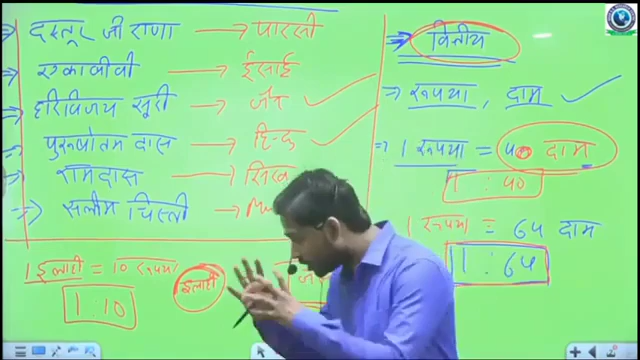 ⇒ दस्तूर जी राणा → पारसी
→ एकावीवी → ईसाई
⇒ हरिविजय सूरी → जैन ✓
⇒ पुरुषोतम दास → हिन्दू ✓
⇒ रामदास → सिख
⇒ सलीम चिस्ती → Mu
1 इलाही = 10 रूपया
1 : 10
इलाही
⇒ वित्तीय
⇒ रूपया, दाम ✓
⇒ 1 रूपया = 40 दाम
1 : 40
1 रूपया = 64 दाम
1 : 64